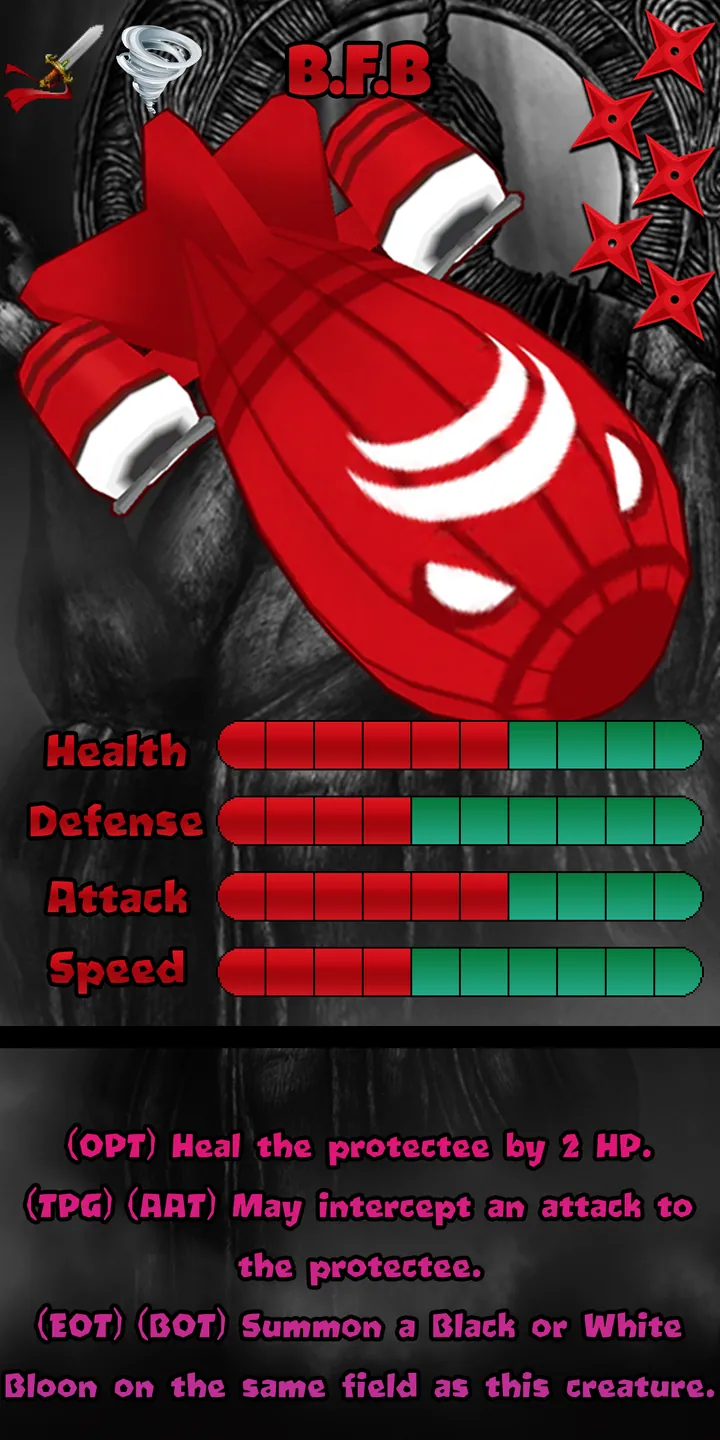 B.F.B
Health
Defense
Attack
Speed
(OPT) Heal the protectee by 2 HP.
(TPG) (AAT) May intercept an attack to
the protectee.
(EOT) (BOT) Summon a Black or White
Bloon on the same field as this creature.